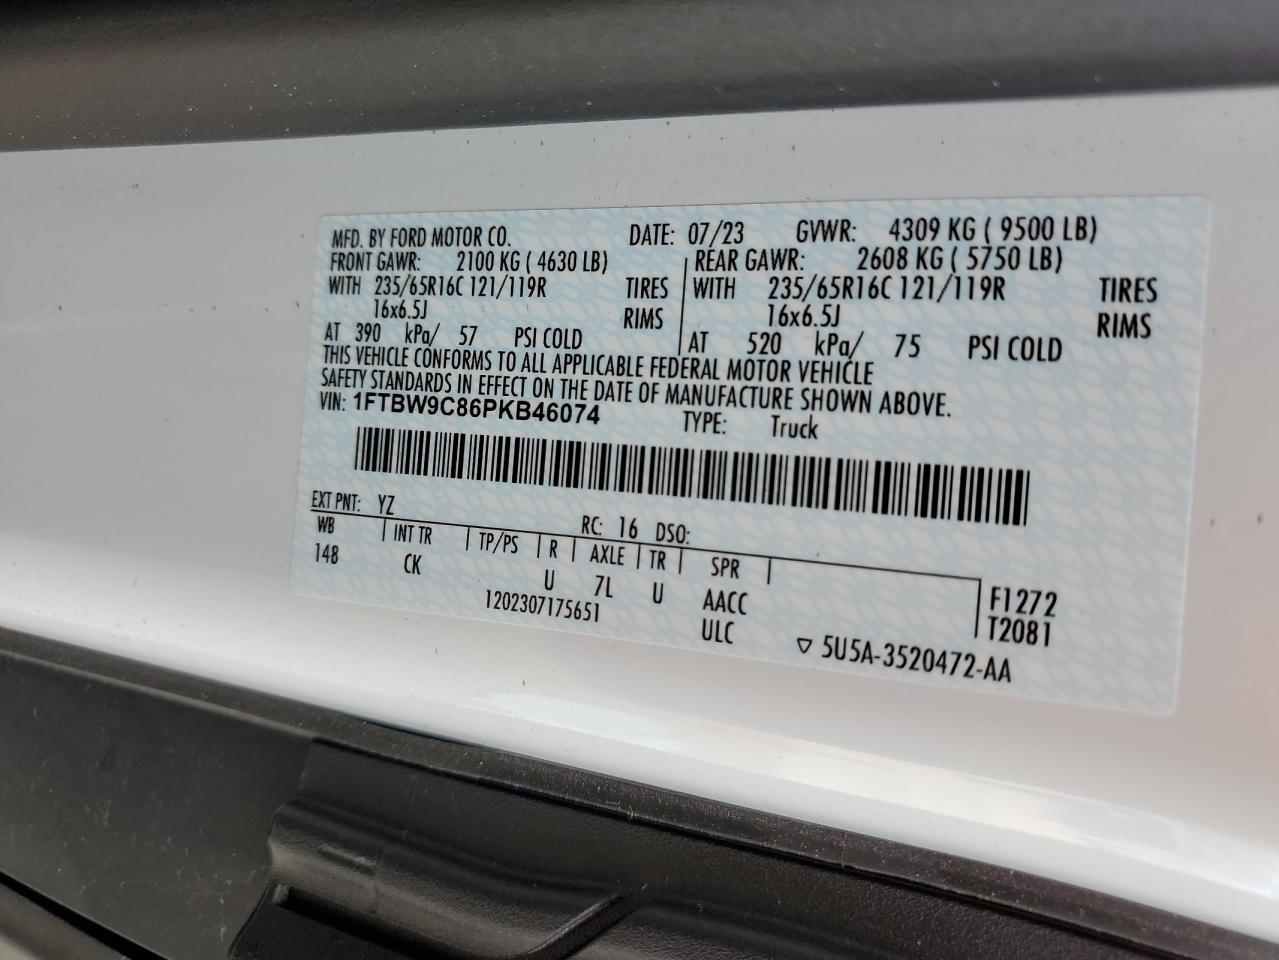 MFD. BY FORD MOTOR CO. DATE: 07/23 GVWR: 4309 KG ( 9500 LB)
FRONT GAWR: 2100 KG ( 4630 LB) REAR GAWR: 2608 KG ( 5750 LB)
WITH 235/65R16C 121/119R TIRES WITH 235/65R16C 121/119R TIRES
16x6.5J RIMS 16x6.5J RIMS
AT 390 kPa/ 57 PSI COLD AT 520 kPa/ 75 PSI COLD
THIS VEHICLE CONFORMS TO ALL APPLICABLE FEDERAL MOTOR VEHICLE
SAFETY STANDARDS IN EFFECT ON THE DATE OF MANUFACTURE SHOWN ABOVE.
VIN: 1FTBW9C86PKB46074 TYPE: Truck
EXT PNT: YZ RC: 16 DSO:
WB INT TR TP/PS R AXLE TR SPR
148 CK U 7L U AACC F1272
1202307175651 ULC T2081
5U5A-3520472-AA